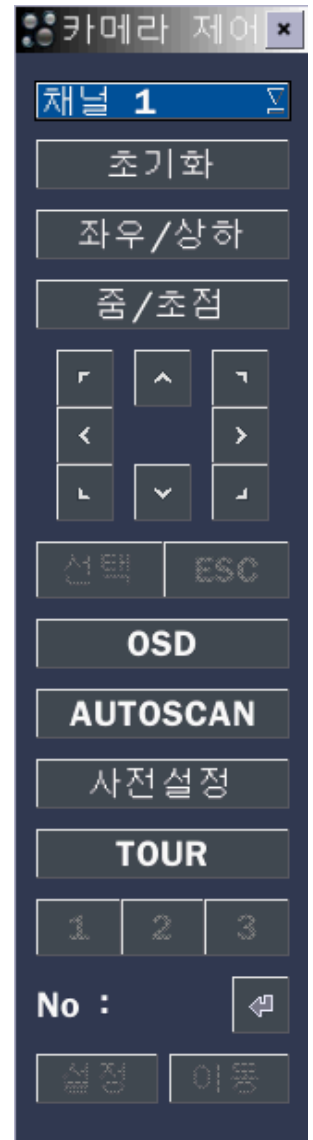 카메라 제어
채널 1
초기화
좌우/상하
줌/초점
선택 ESC
OSD
AUTOSCAN
사전설정
TOUR
1 2 3
No :
설정 이동